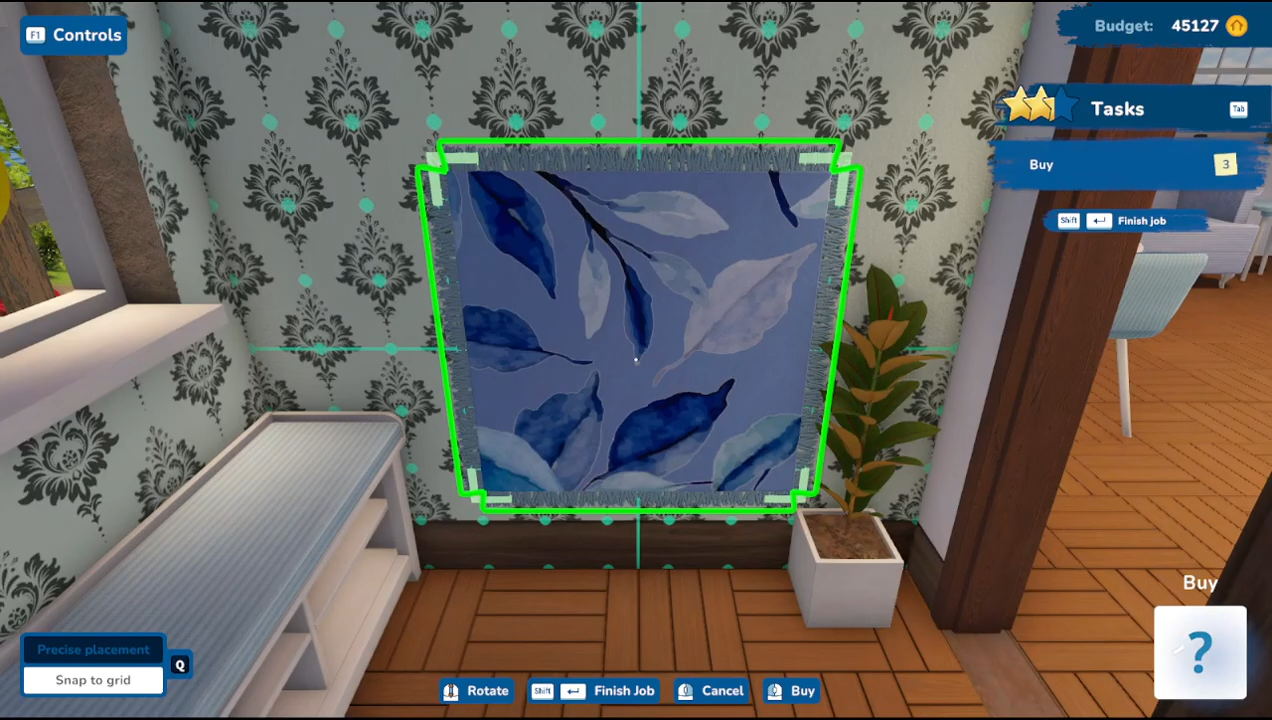 F1 Controls
Budget: 45127
Tasks Tab
Buy 3
Shift Finish job
Buy
?
Precise placement
Q
Snap to grid
Rotate Shift Finish Job Cancel Buy